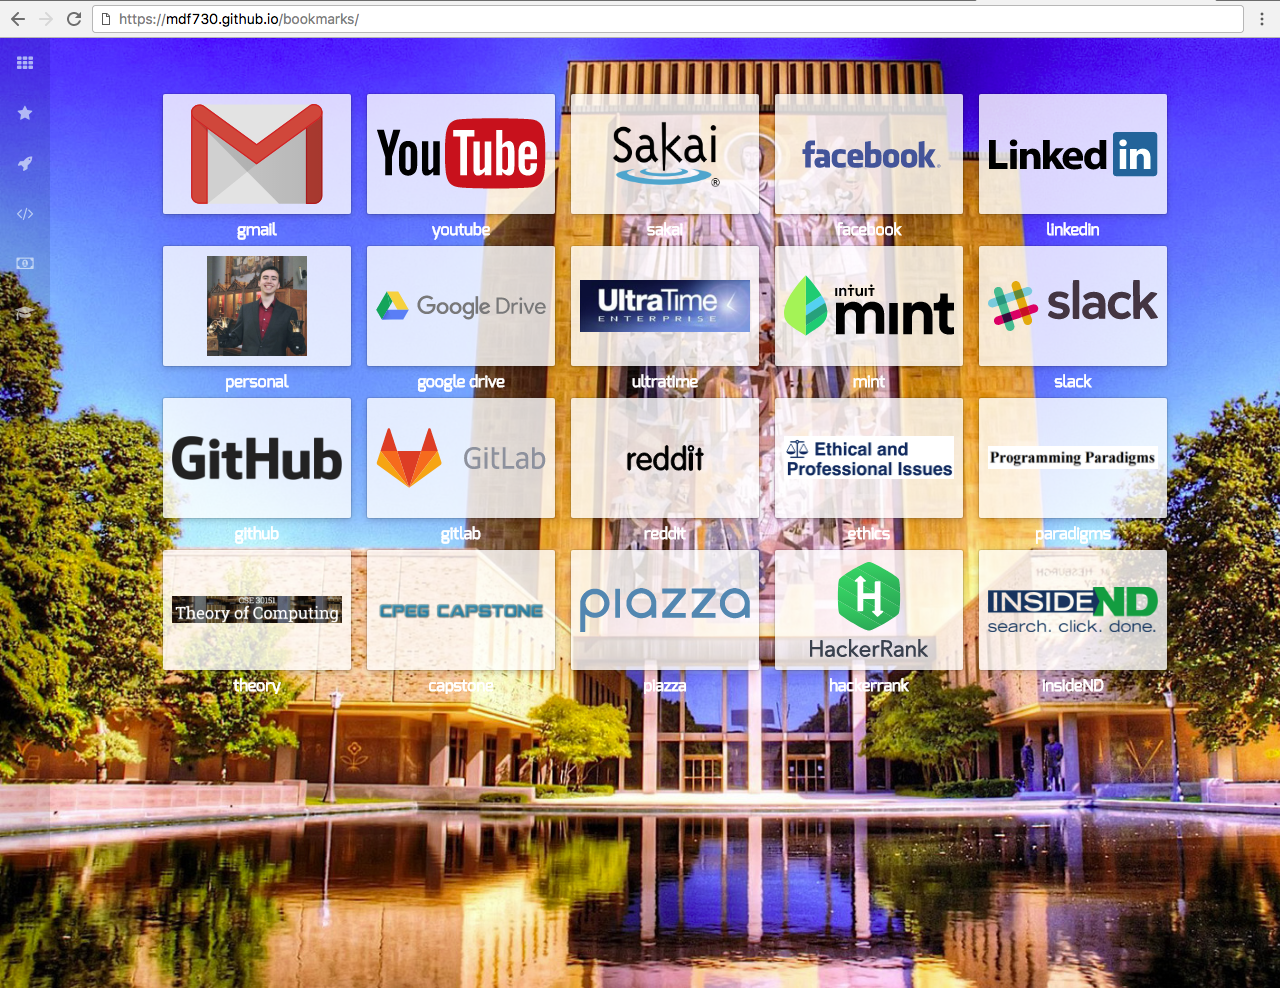 https://mdf730.github.io/bookmarks/
YouTube
Sakai
®
facebook
Linked in
gmail
youtube
sakai
facebook
linkedin
Google Drive
UltraTime
ENTERPRISE
intuit
mint
slack
personal
google drive
ultratime
mint
slack
GitHub
GitLab
reddit
Ethical and
Professional Issues
Programming Paradigms
github
gitlab
reddit
ethics
paradigms
CSE 30151
Theory of Computing
CPEG CAPSTONE
piazza
H
HackerRank
INSIDEND
search. click. done.
theory
capstone
piazza
hackerrank
insideND